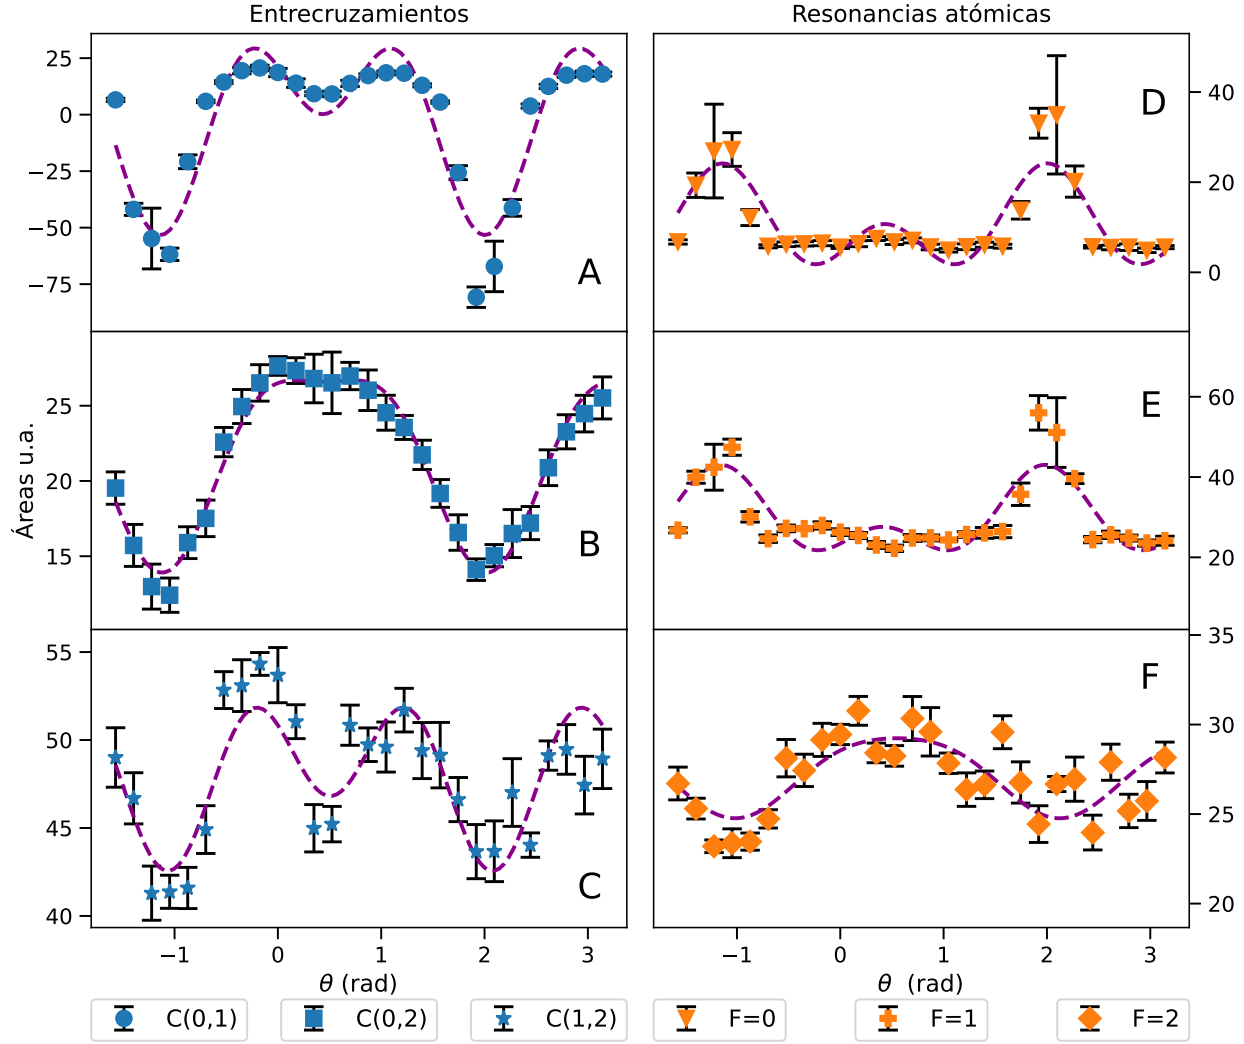 Entrecruzamientos
Resonancias atómicas
25
0
−25
−50
−75
A
40
20
0
D
Áreas u.a.
25
20
15
B
60
40
20
E
55
50
45
40
C
35
30
25
20
F
−1 0 1 2 3
−1 0 1 2 3
θ (rad)
θ (rad)
C(0,1)
C(0,2)
C(1,2)
F=0
F=1
F=2